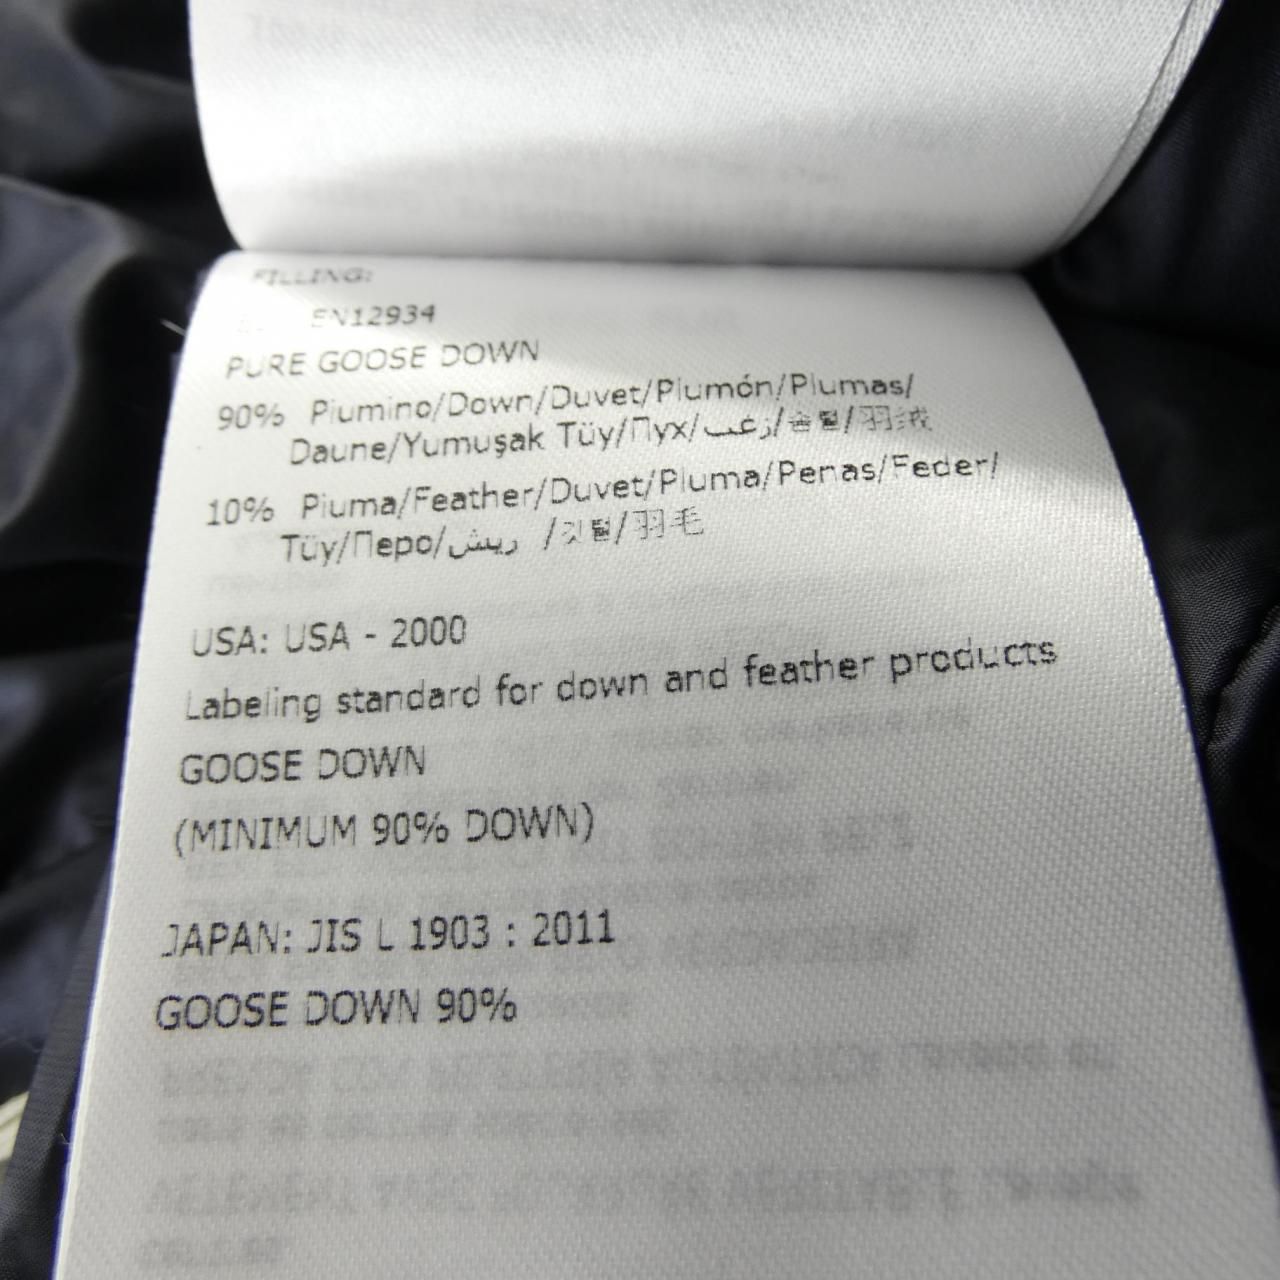 FILLING:
EN12934
PURE GOOSE DOWN
90% Piumino/Down/Duvet/Plumón/Plumas/
Daune/Yumuşak Tüy/Пух/زغب/솜털/羽绒
10% Piuma/Feather/Duvet/Pluma/Penas/Feder/
Tüy/Перо/ريش /깃털/羽毛
USA: USA - 2000
Labeling standard for down and feather products
GOOSE DOWN
(MINIMUM 90% DOWN)
JAPAN: JIS L 1903 : 2011
GOOSE DOWN 90%